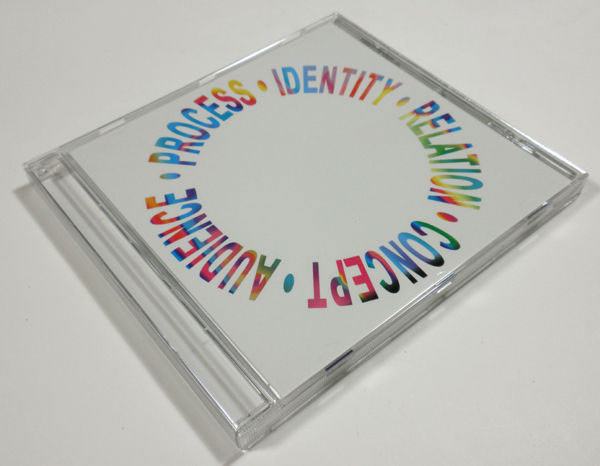 PROCESS • IDENTITY • RELATION • CONCEPT • AUDIENCE •